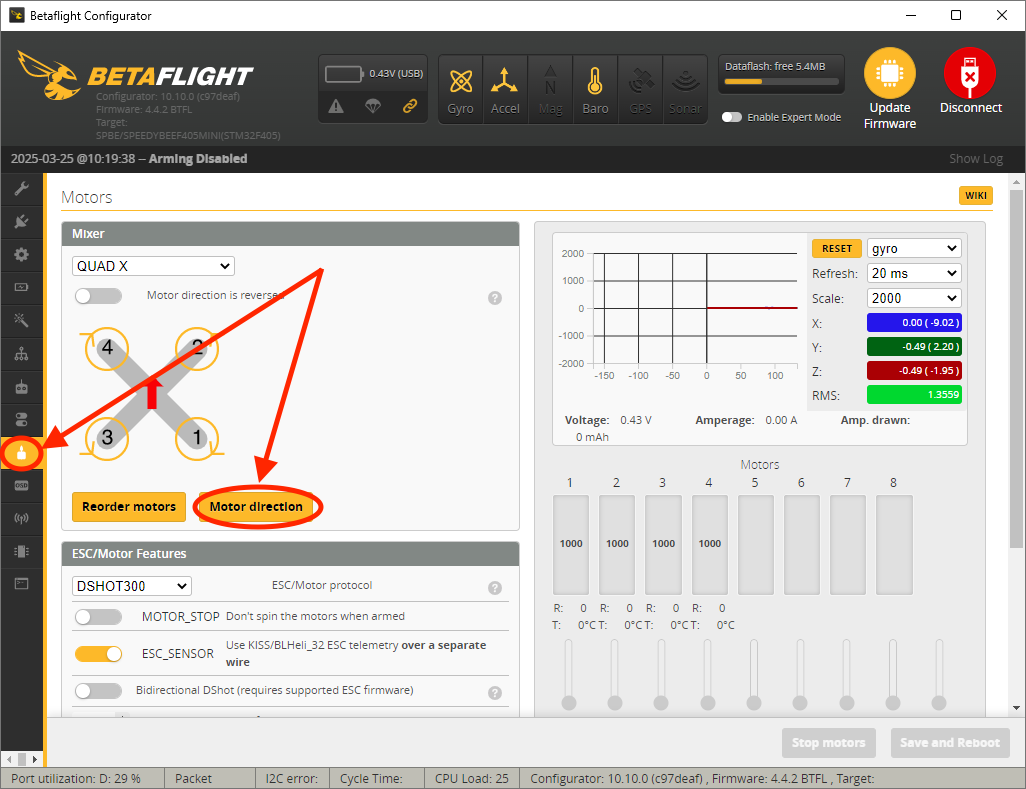 Betaflight Configurator
BETAFLIGHT
Configurator: 10.10.0 (c97deaf)
Firmware: 4.4.2 BTFL
Target:
SPBE/SPEEDYBEEF405MINI(STM32F405)
0.43V (USB)
Gyro
Accel
Mag
Baro
GPS
Sonar
Dataflash: free 5.4MB
Enable Expert Mode
Update
Firmware
Disconnect
2025-03-25 @10:19:38 -- Arming Disabled
Show Log
Motors
WIKI
Mixer
QUAD X
Motor direction is reversed
?
4
2
3
1
Reorder motors
Motor direction
ESC/Motor Features
DSHOT300
ESC/Motor protocol
?
MOTOR_STOP Don't spin the motors when armed
ESC_SENSOR Use KISS/BLHeli_32 ESC telemetry over a separate
wire
Bidirectional DShot (requires supported ESC firmware)
?
2000
1000
0
-1000
-2000
-150
-100
-50
0
50
100
RESET
gyro
Refresh: 20 ms
Scale: 2000
X: 0.00 ( -9.02 )
Y: -0.49 ( 2.20 )
Z: -0.49 ( -1.95 )
RMS: 1.3559
Voltage: 0.43 V
Amperage: 0.00 A
Amp. drawn:
0 mAh
Motors
1 2 3 4 5 6 7 8
1000 1000 1000 1000
R: 0 R: 0 R: 0 R: 0
T: 0°C T: 0°C T: 0°C T: 0°C
Stop motors
Save and Reboot
Port utilization: D: 29 %
Packet
I2C error:
Cycle Time:
CPU Load: 25
Configurator: 10.10.0 (c97deaf) , Firmware: 4.4.2 BTFL , Target: